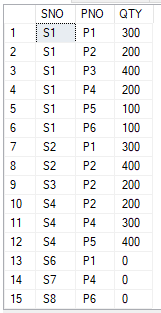 SNO PNO QTY
1 S1 P1 300
2 S1 P2 200
3 S1 P3 400
4 S1 P4 200
5 S1 P5 100
6 S1 P6 100
7 S2 P1 300
8 S2 P2 400
9 S3 P2 200
10 S4 P2 200
11 S4 P4 300
12 S4 P5 400
13 S6 P1 0
14 S7 P4 0
15 S8 P6 0